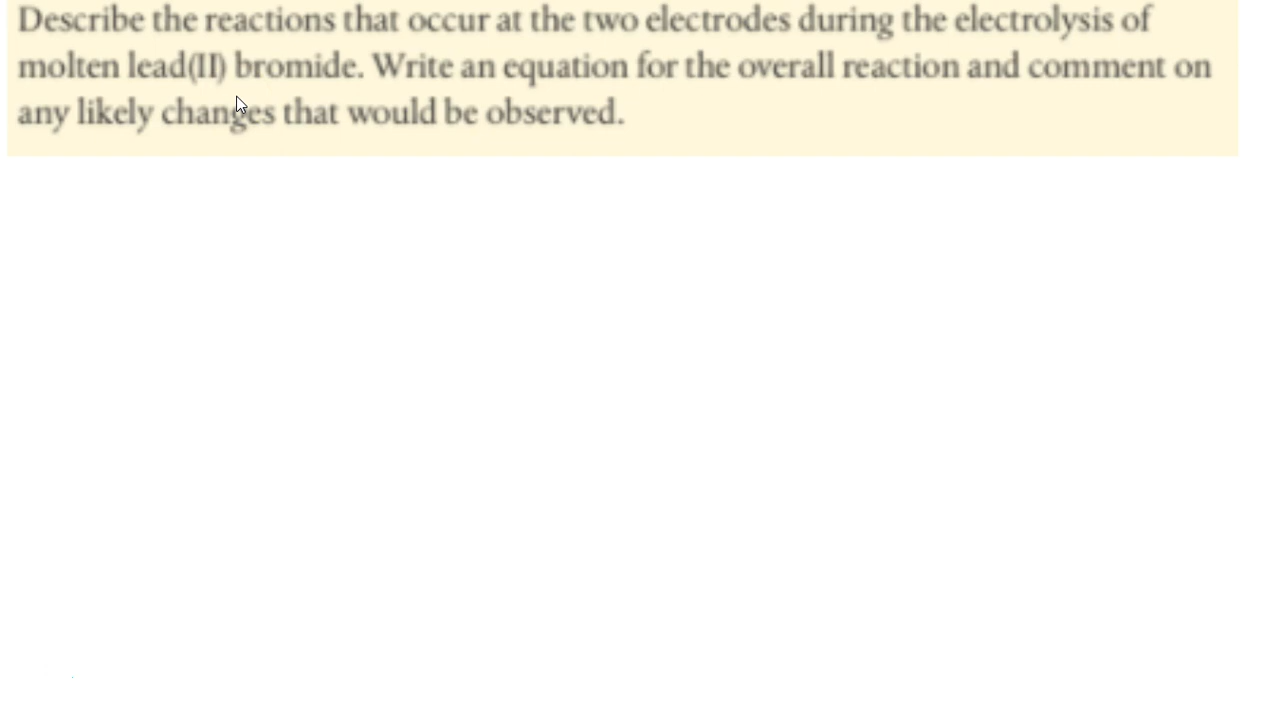 Describe the reactions that occur at the two electrodes during the electrolysis of
molten lead(II) bromide. Write an equation for the overall reaction and comment on
any likely changes that would be observed.